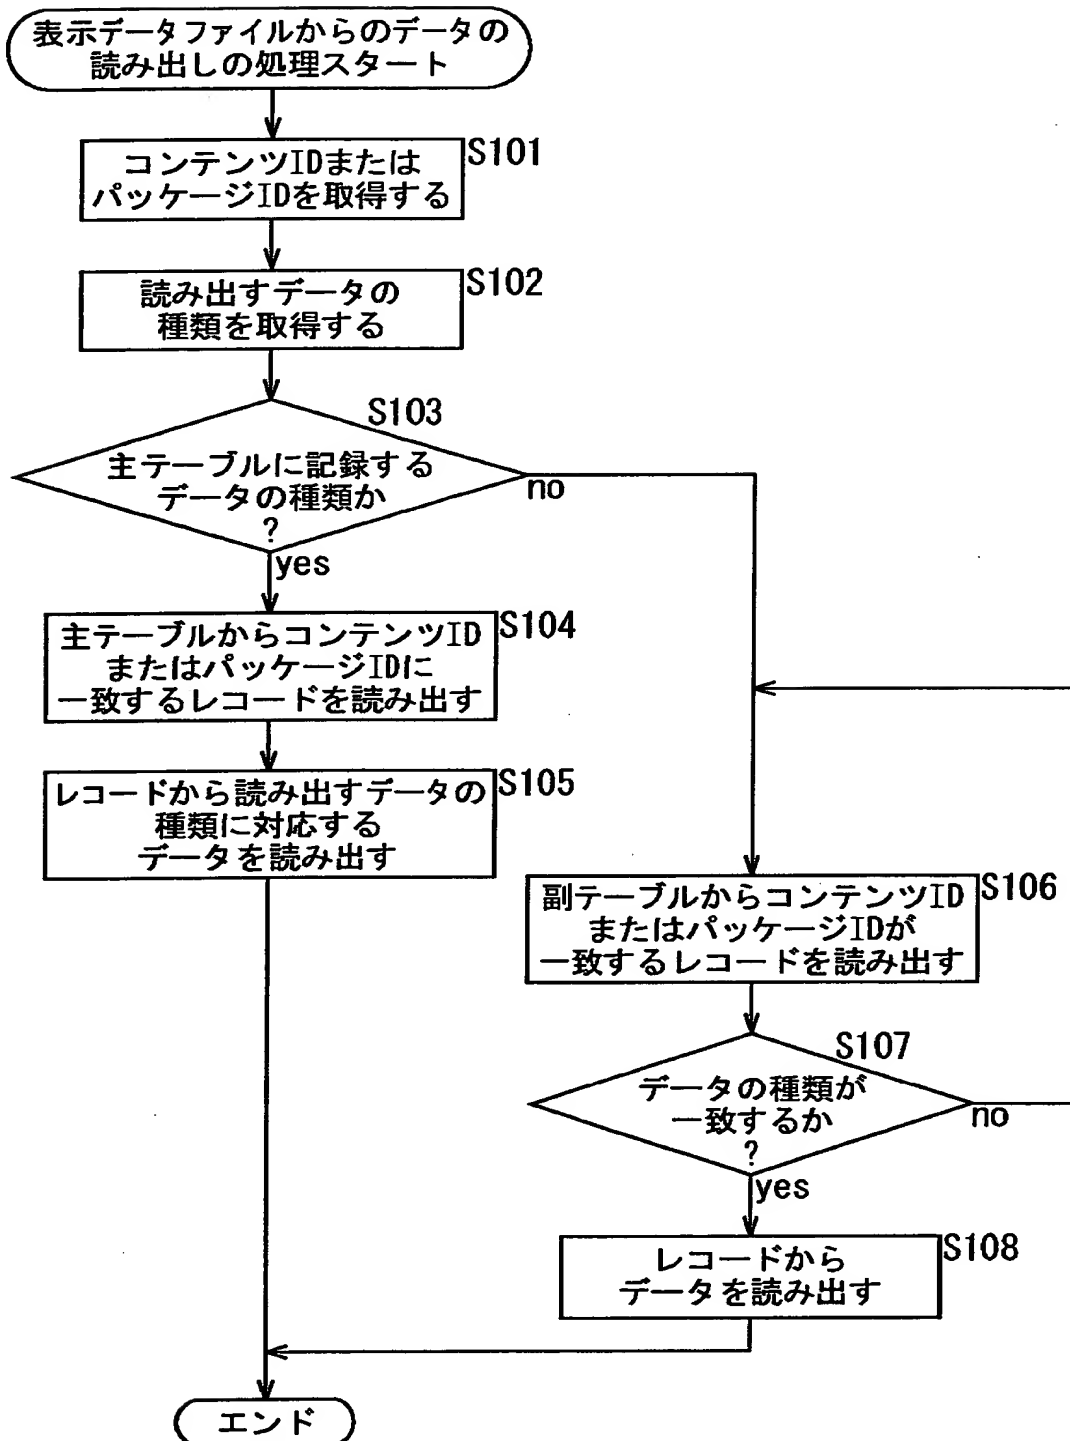 表示データファイルからのデータの
読み出しの処理スタート
S101
コンテンツIDまたは
パッケージIDを取得する
S102
読み出すデータの
種類を取得する
S103
主テーブルに記録する
データの種類か
?
no
yes
S104
主テーブルからコンテンツID
またはパッケージIDに
一致するレコードを読み出す
S105
レコードから読み出すデータの
種類に対応する
データを読み出す
S106
副テーブルからコンテンツID
またはパッケージIDが
一致するレコードを読み出す
S107
データの種類が
一致するか
?
no
yes
S108
レコードから
データを読み出す
エンド